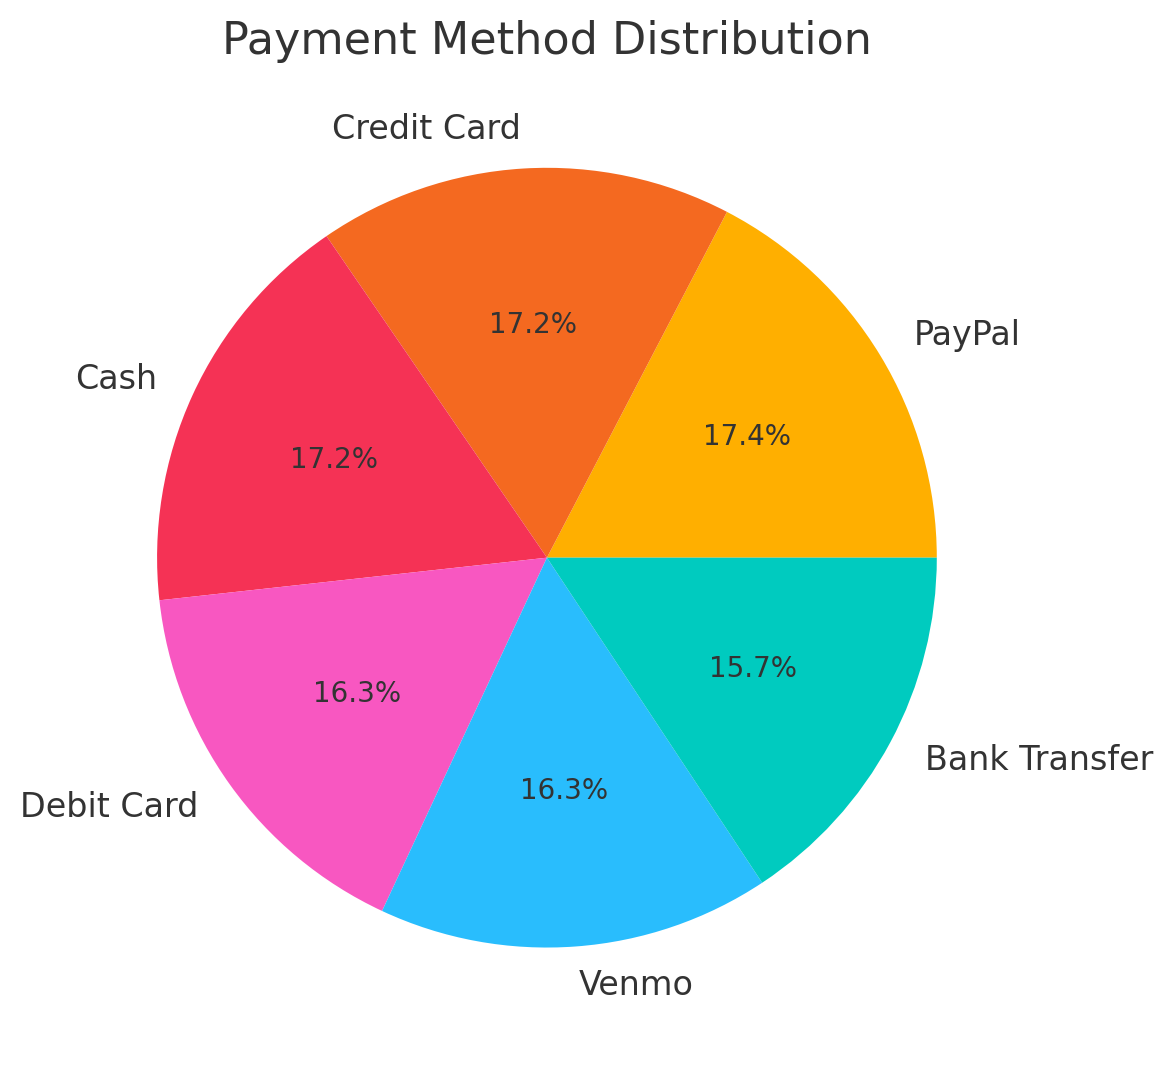 Payment Method Distribution
Credit Card
PayPal
17.2%
Cash
17.4%
17.2%
15.7%
16.3%
Bank Transfer
16.3%
Debit Card
Venmo